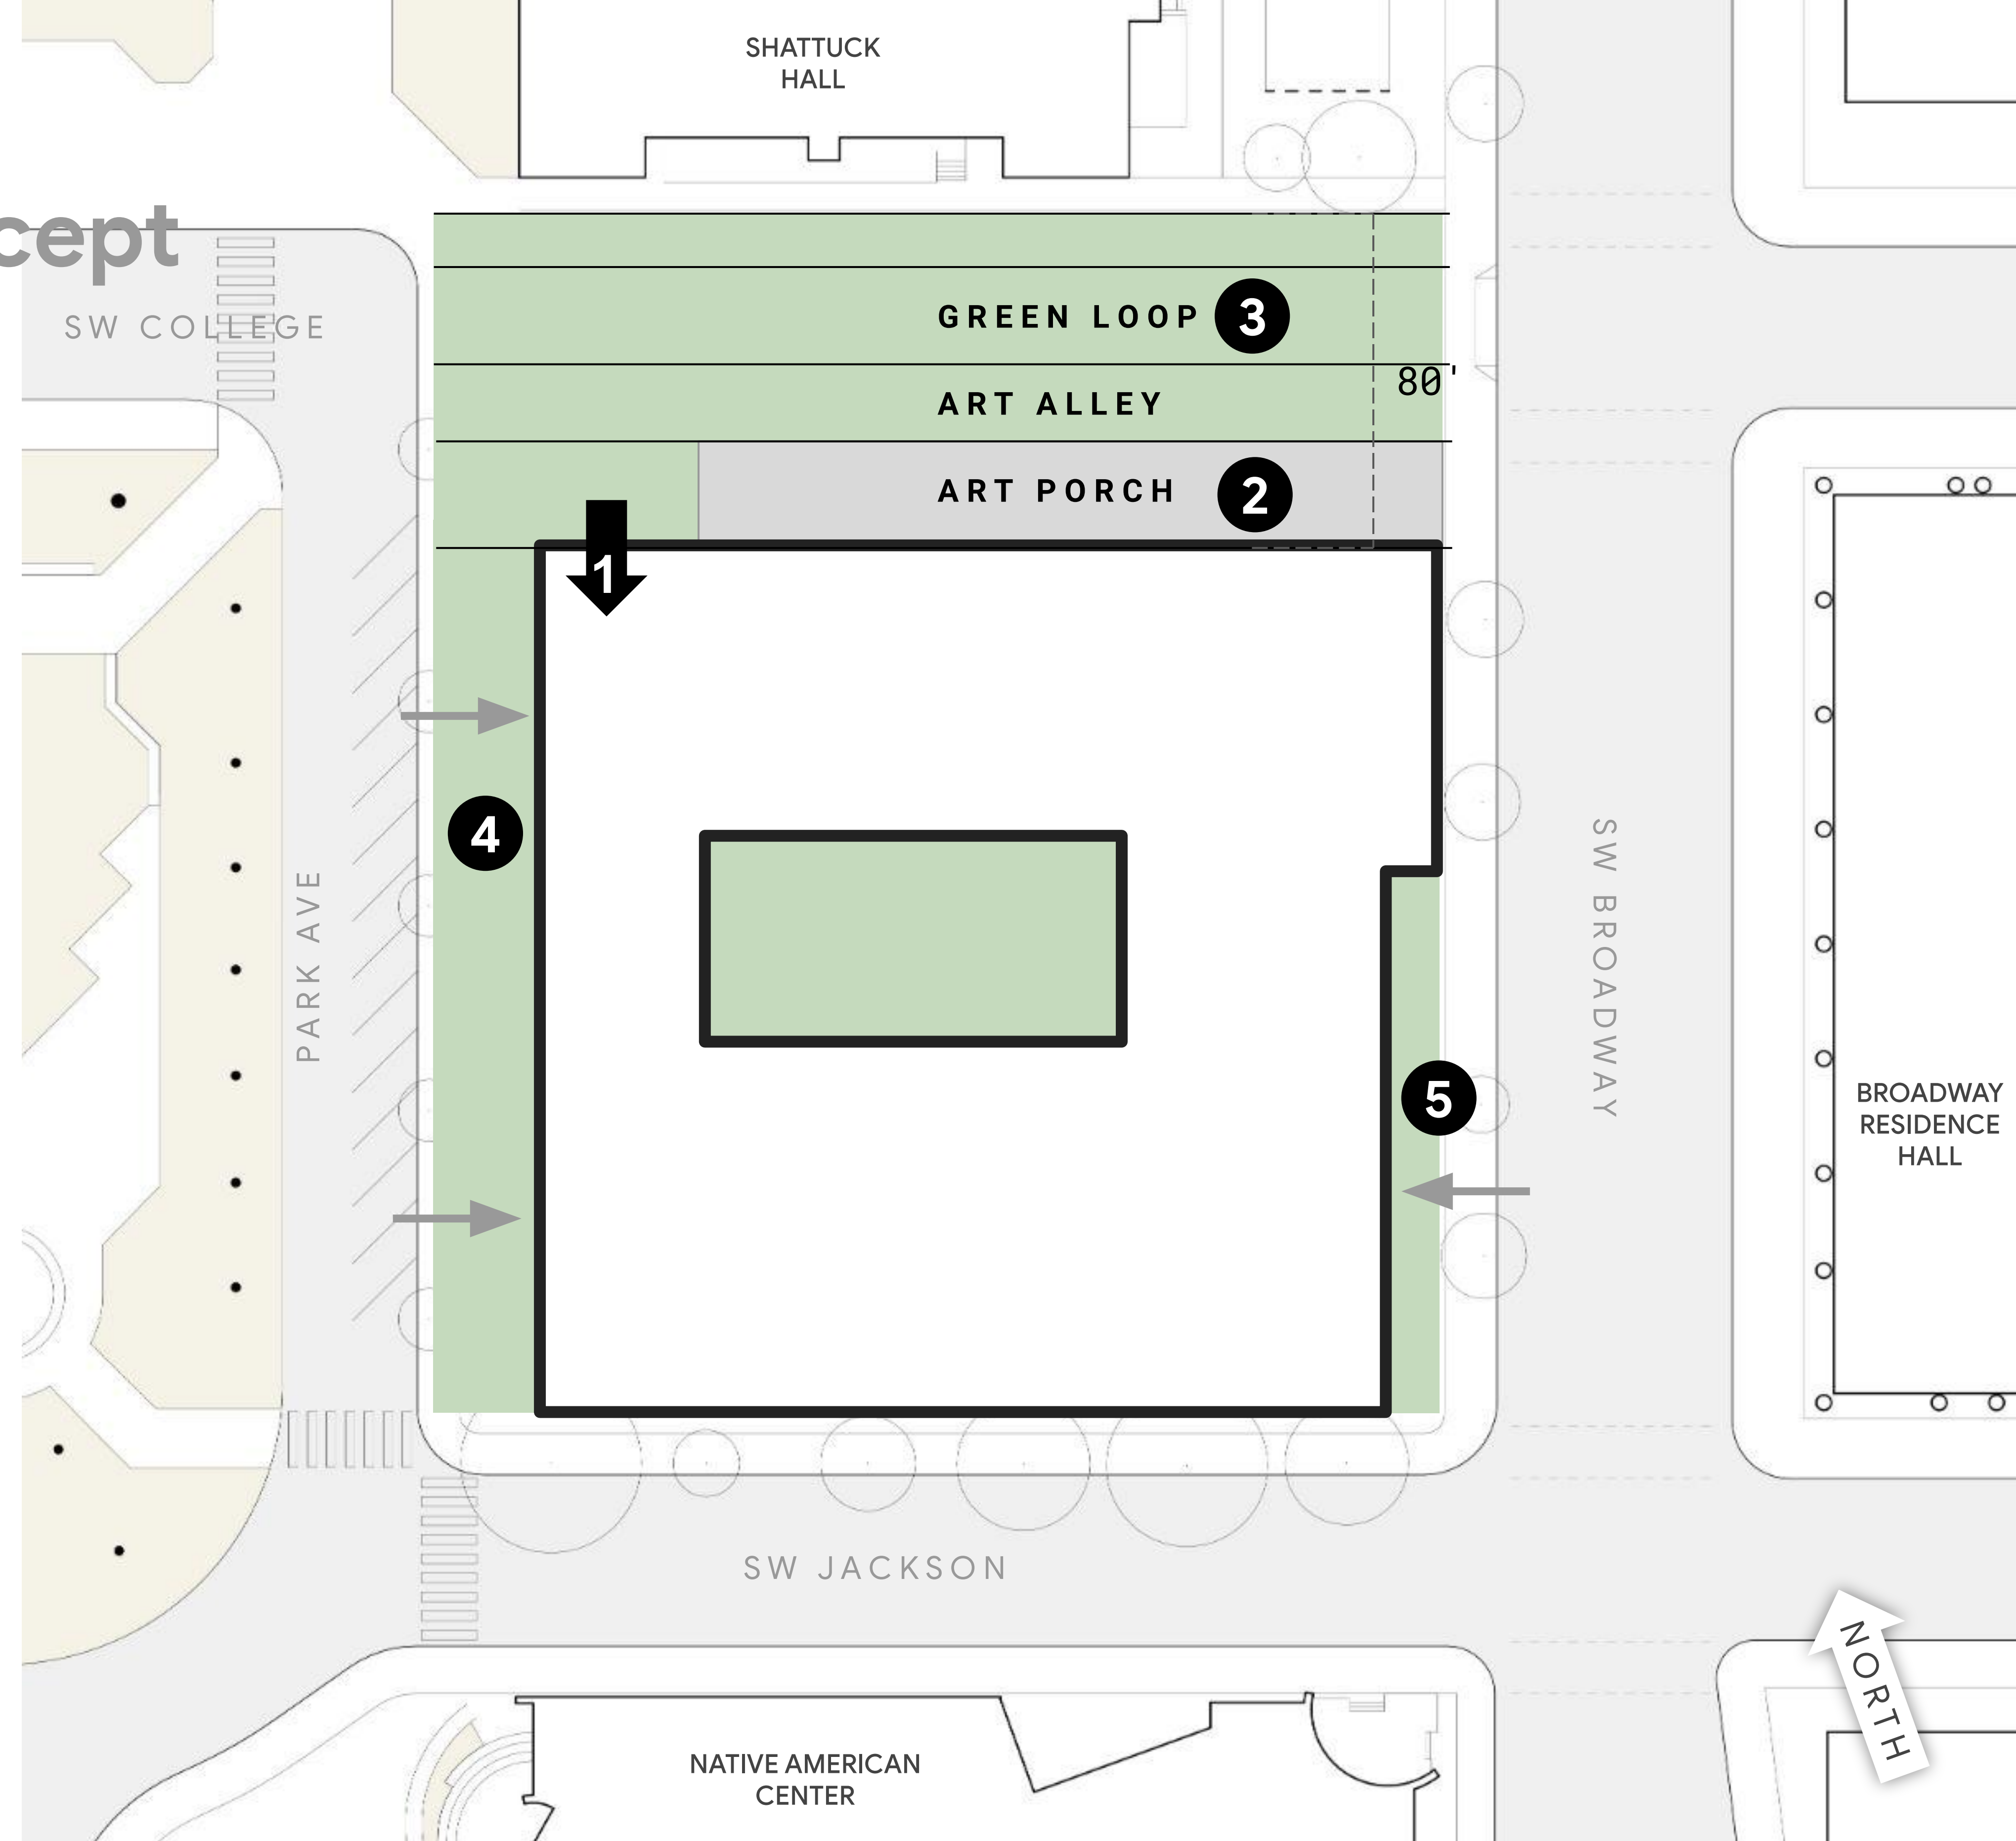 SHATTUCK
HALL
cept
SW COLLEGE
GREEN LOOP 3
80'
ART ALLEY
ART PORCH 2
1
4
PARK AVE
SW BROADWAY
5
BROADWAY
RESIDENCE
HALL
SW JACKSON
NORTH
NATIVE AMERICAN
CENTER